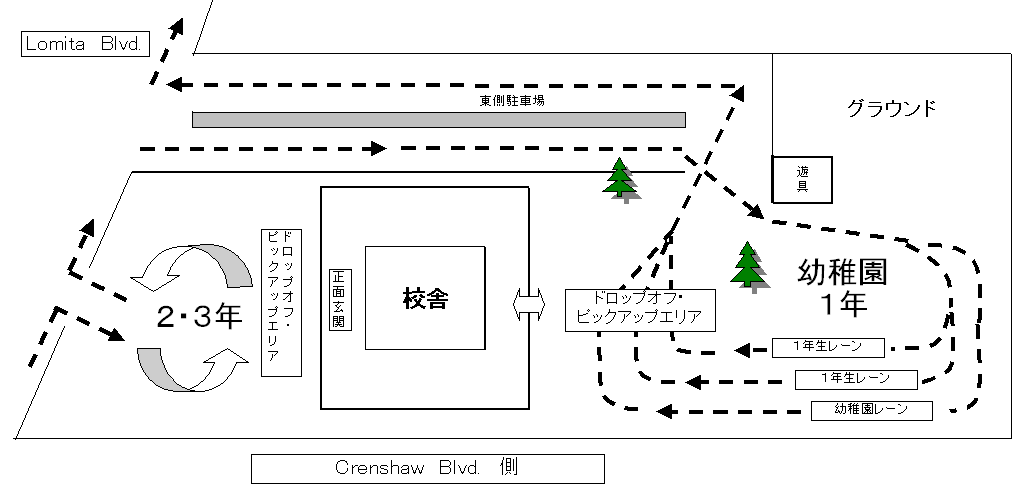 Lomita Blvd.
東側駐車場
グラウンド
遊具
ドロップオフ・
ピックアップエリア
2・3年
正面玄関
校舎
ドロップオフ・
ピックアップエリア
幼稚園
1年
1年生レーン
1年生レーン
幼稚園レーン
Crenshaw Blvd. 側